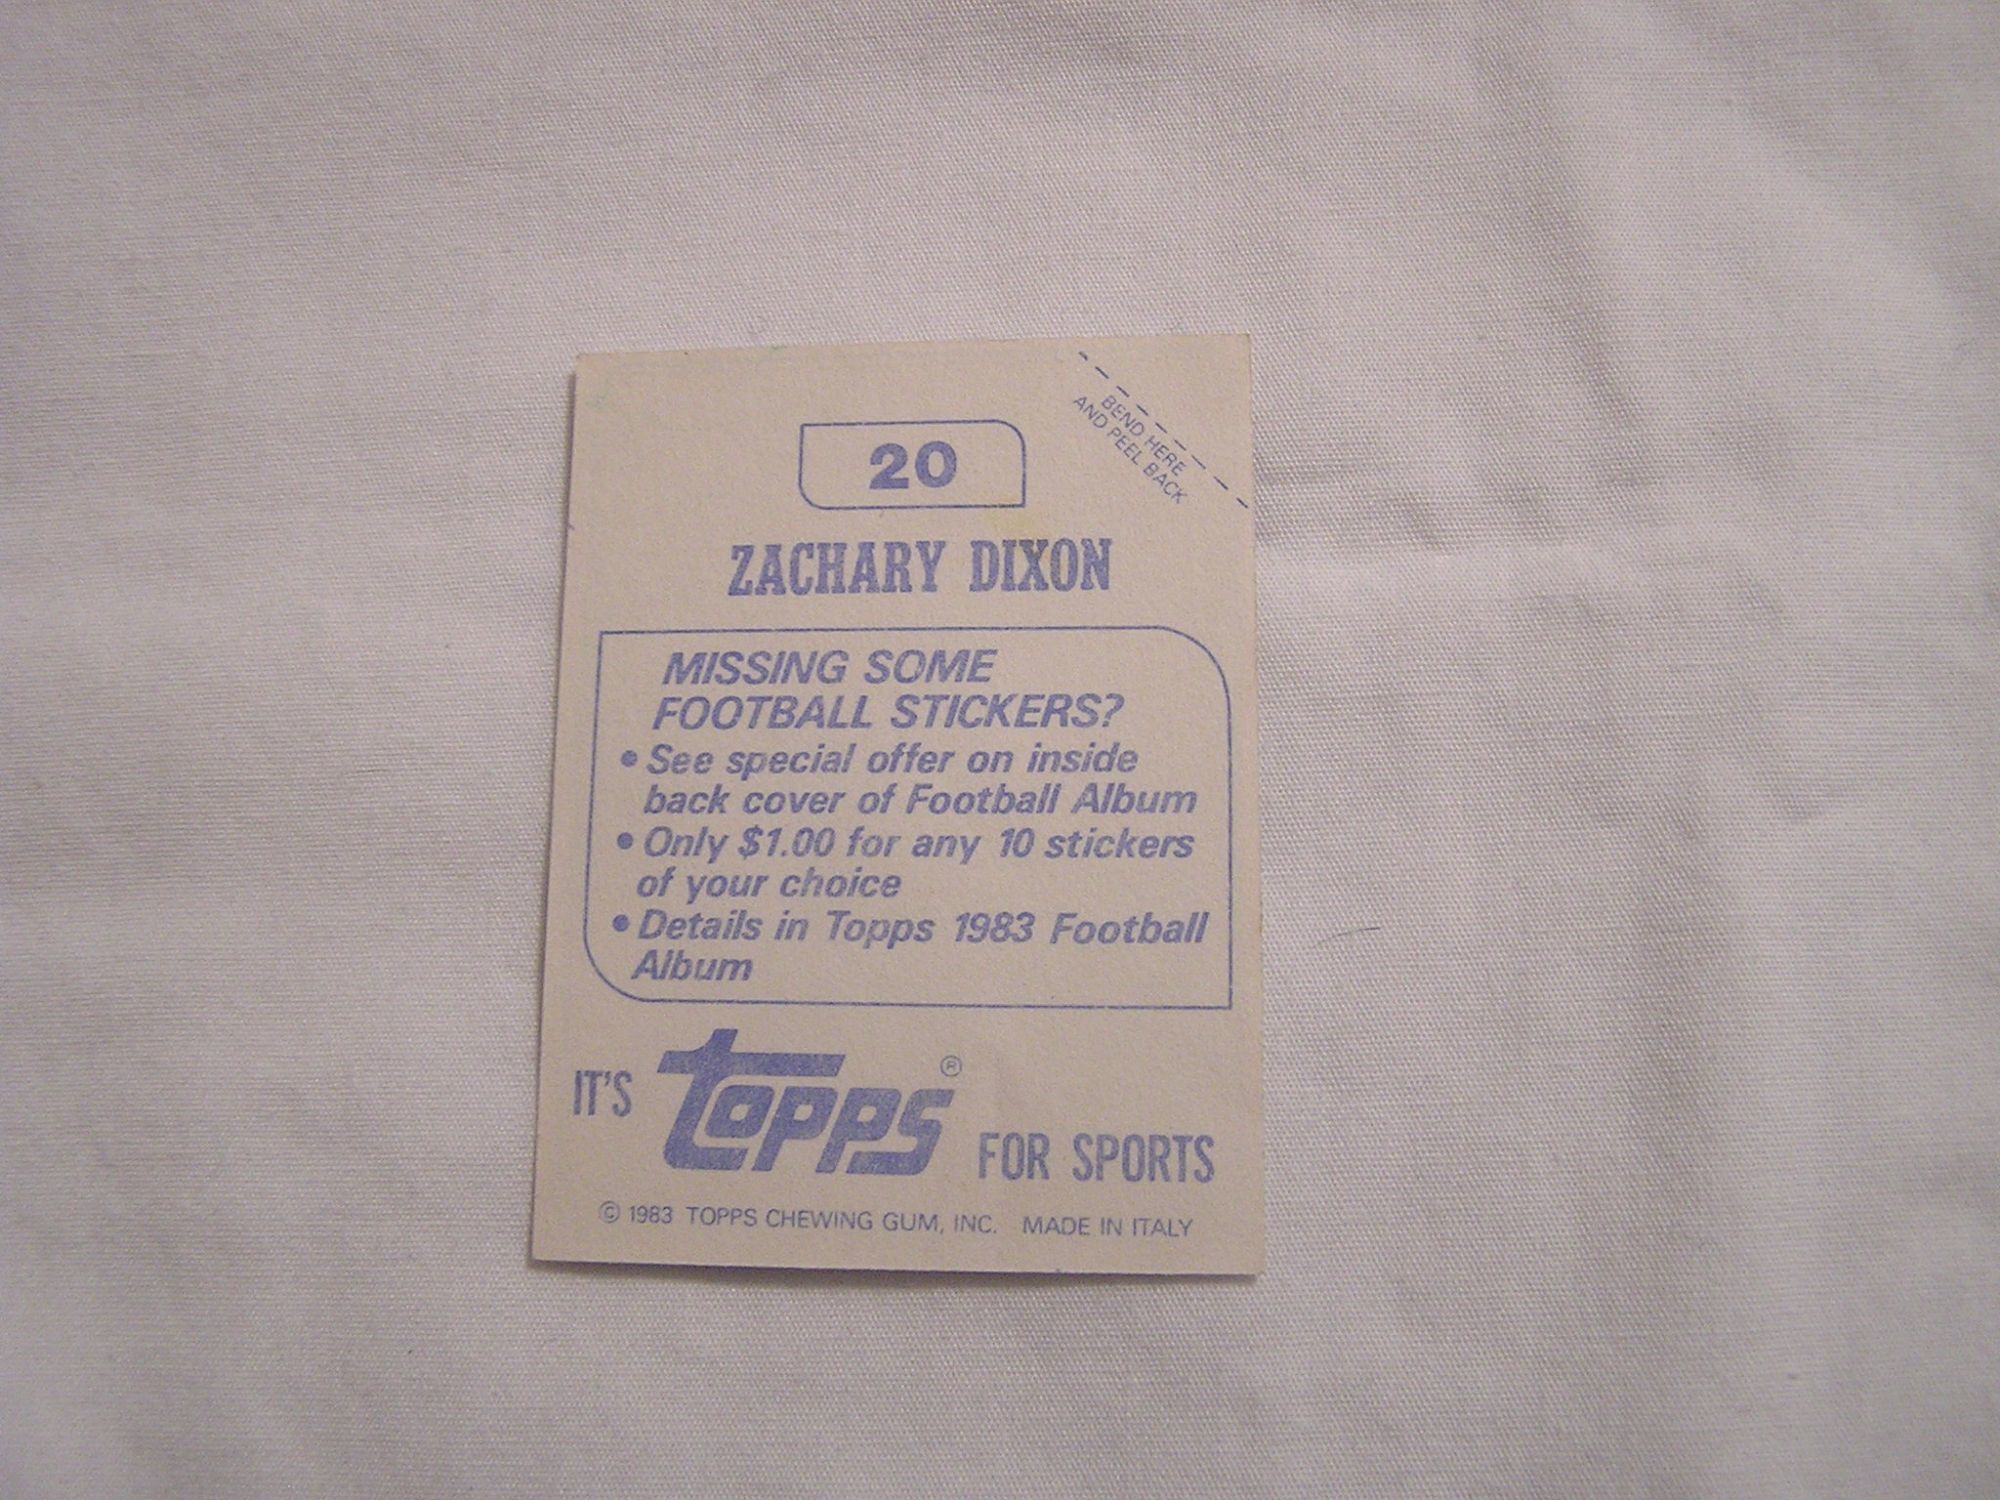 BEND HERE
AND PEEL BACK
20
ZACHARY DIXON
MISSING SOME
FOOTBALL STICKERS?
• See special offer on inside
back cover of Football Album
• Only $1.00 for any 10 stickers
of your choice
• Details in Topps 1983 Football
Album
IT'S topps® FOR SPORTS
© 1983 TOPPS CHEWING GUM, INC. MADE IN ITALY